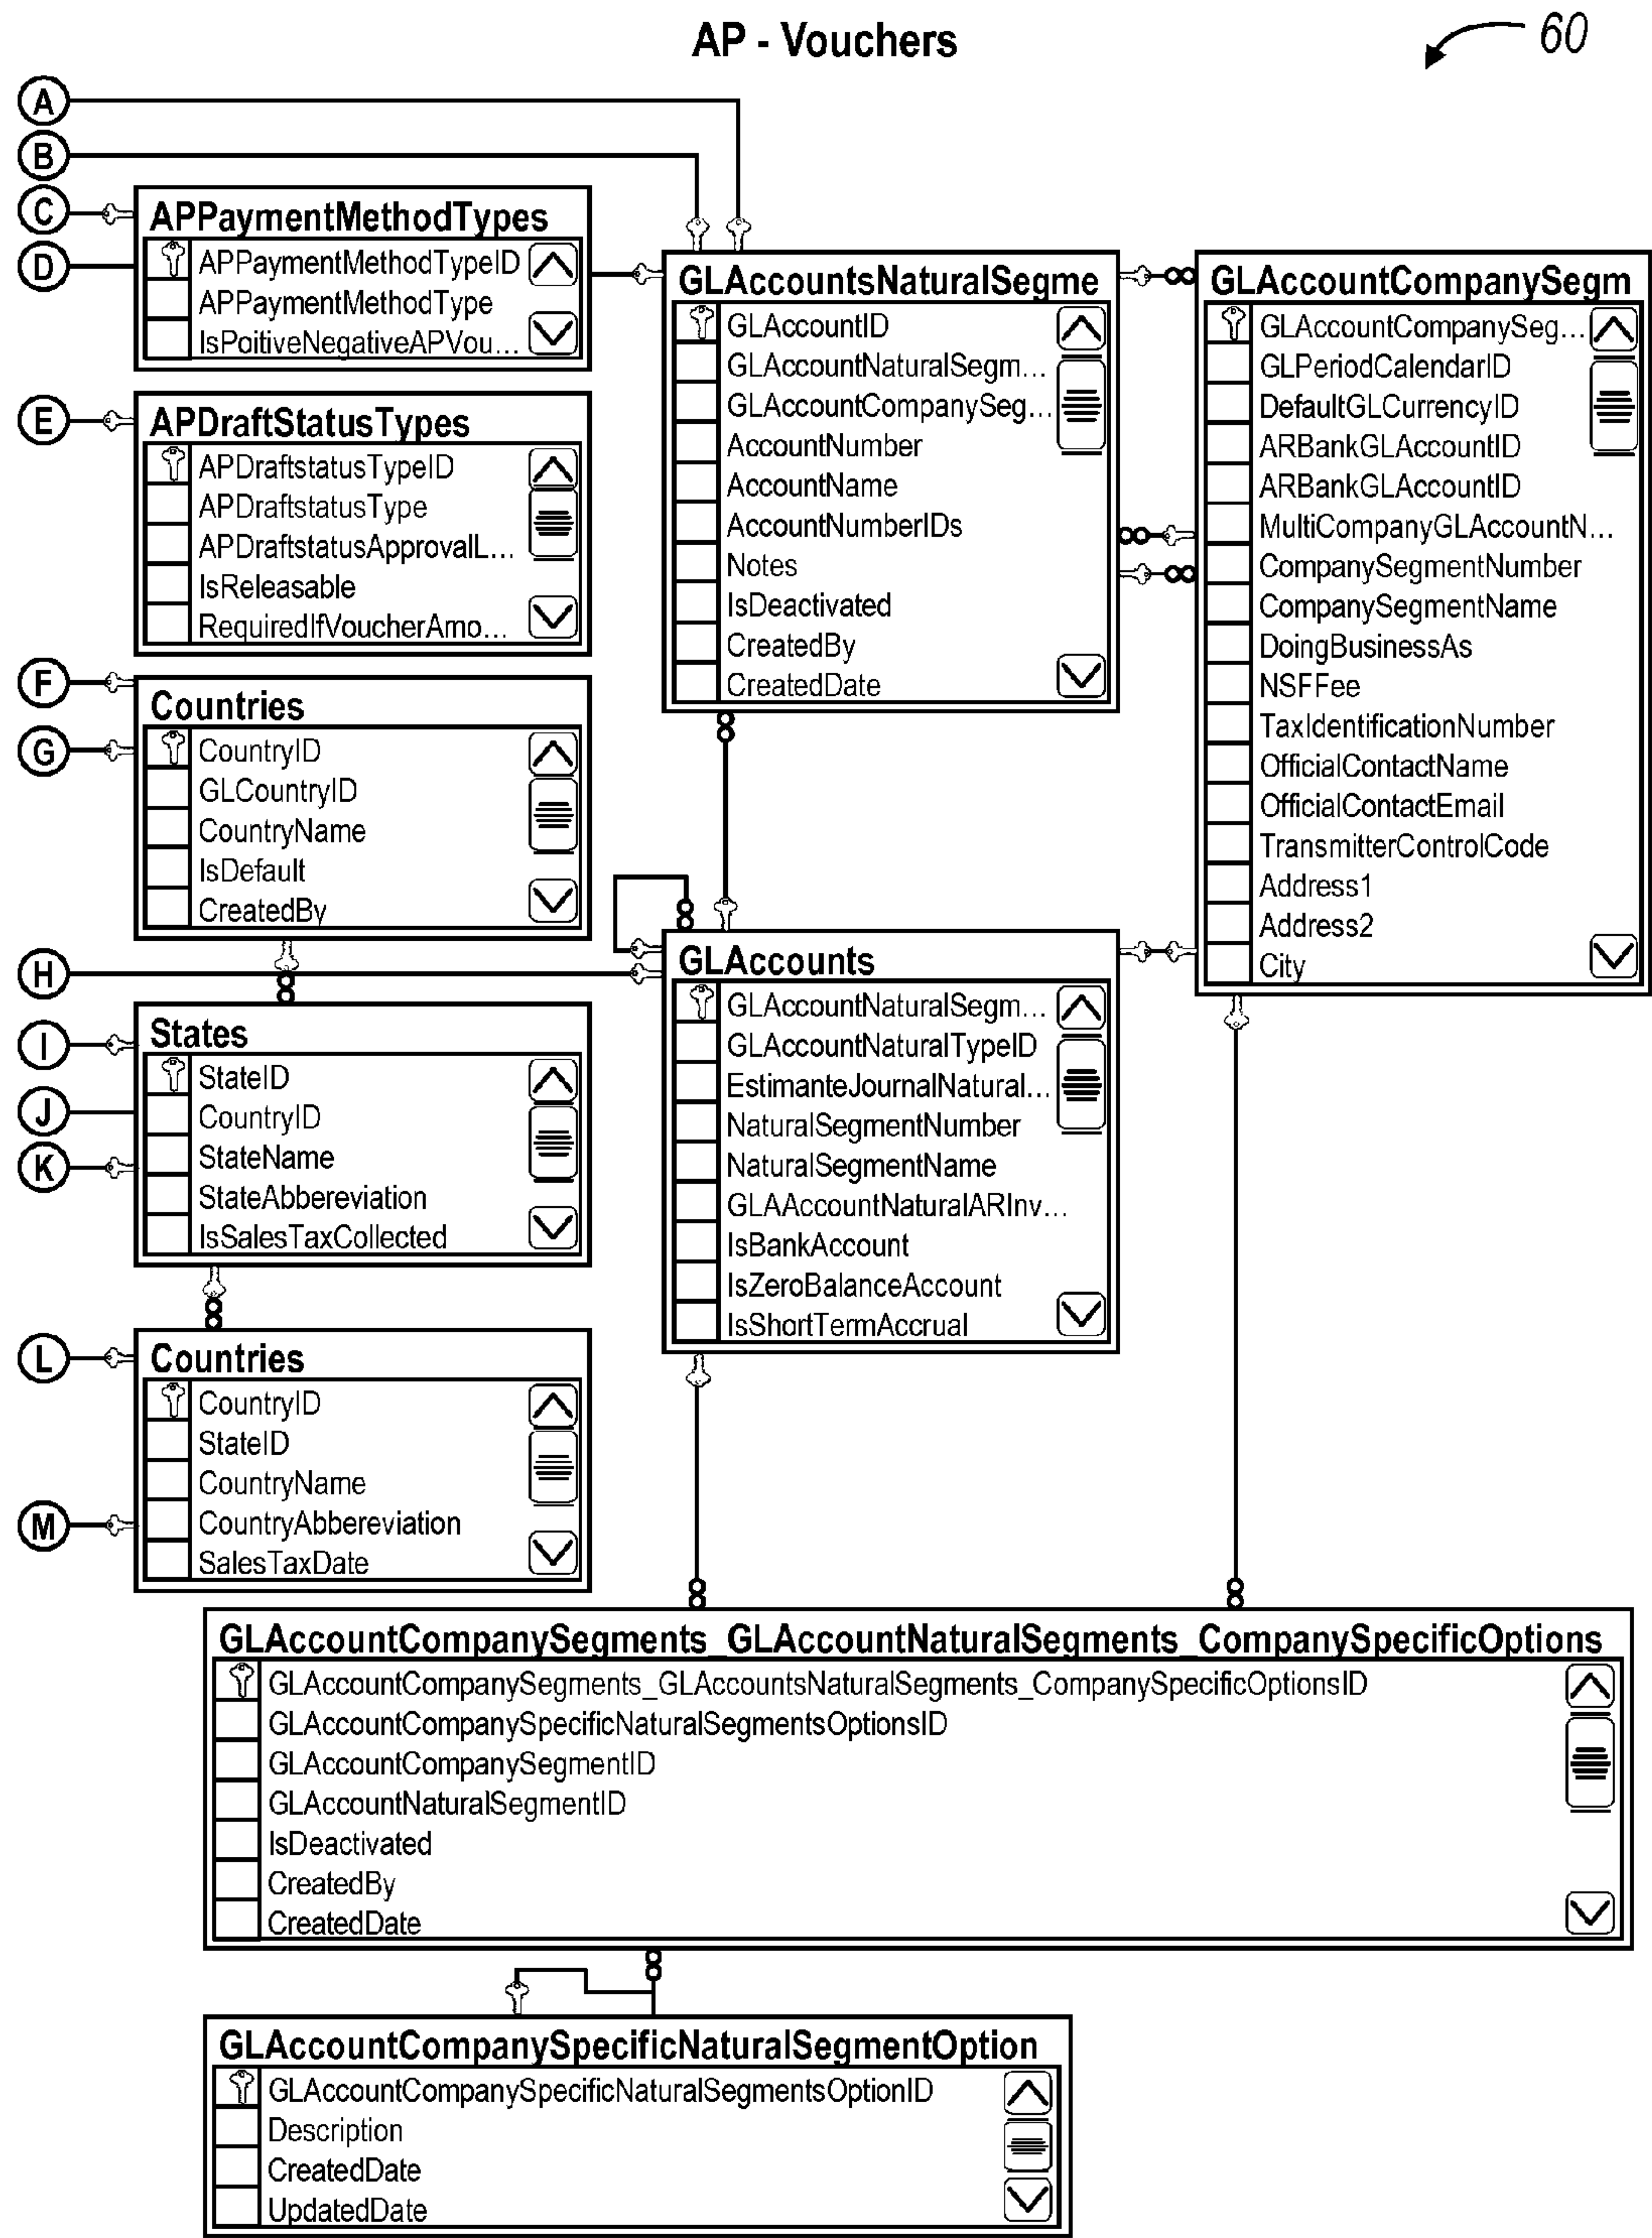 AP - Vouchers
60
A
B
C
D
APPaymentMethodTypes
APPaymentMethodTypeID
APPaymentMethodType
IsPoitiveNegativeAPVou...
E
APDraftStatusTypes
APDraftstatusTypeID
APDraftstatusType
APDraftstatusApprovalL...
IsReleasable
RequiredIfVoucherAmo...
F
G
Countries
CountryID
GLCountryID
CountryName
IsDefault
CreatedBy
H
I
J
K
States
StateID
CountryID
StateName
StateAbbereviation
IsSalesTaxCollected
L
M
Countries
CountryID
StateID
CountryName
CountryAbbereviation
SalesTaxDate
GLAccountsNaturalSegme
GLAccountID
GLAccountNaturalSegm...
GLAccountCompanySeg...
AccountNumber
AccountName
AccountNumberIDs
Notes
IsDeactivated
CreatedBy
CreatedDate
GLAccounts
GLAccountNaturalSegm...
GLAccountNaturalTypeID
EstimanteJournalNatural...
NaturalSegmentNumber
NaturalSegmentName
GLAAccountNaturalARInv...
IsBankAccount
IsZeroBalanceAccount
IsShortTermAccrual
GLAccountCompanySegm
GLAccountCompanySeg...
GLPeriodCalendarID
DefaultGLCurrencyID
ARBankGLAccountID
ARBankGLAccountID
MultiCompanyGLAccountN...
CompanySegmentNumber
CompanySegmentName
DoingBusinessAs
NSFFee
TaxIdentificationNumber
OfficialContactName
OfficialContactEmail
TransmitterControlCode
Address1
Address2
City
GLAccountCompanySegments_GLAccountNaturalSegments_CompanySpecificOptions
GLAccountCompanySegments_GLAccountsNaturalSegments_CompanySpecificOptionsID
GLAccountCompanySpecificNaturalSegmentsOptionsID
GLAccountCompanySegmentID
GLAccountNaturalSegmentID
IsDeactivated
CreatedBy
CreatedDate
GLAccountCompanySpecificNaturalSegmentOption
GLAccountCompanySpecificNaturalSegmentsOptionID
Description
CreatedDate
UpdatedDate